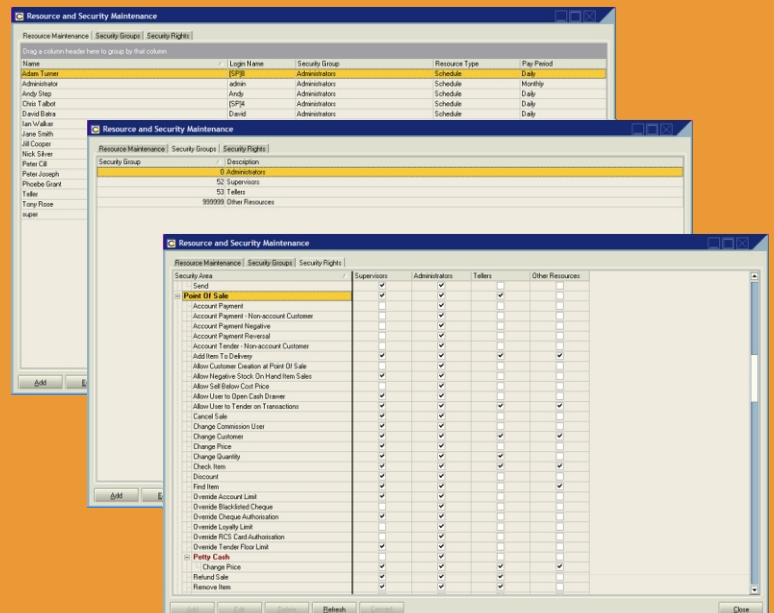 Resource and Security Maintenance
Resource Maintenance Security Groups Security Rights
Drag a column header here to group by that column
Name Login Name Security Group Resource Type Pay Period
Adam Turner [SP]8 Administrators Schedule Daily
Administrator admin Administrators Schedule Monthly
Andy Step Andy Administrators Schedule Daily
Chris Talbot [SP]4 Administrators Schedule Daily
David Batra David Administrators Schedule Daily
Ian Walker
Jane Smith
Jill Cooper
Nick Silver
Peter Cill
Peter Joseph
Phoebe Grant
Teller
Tony Rose
super
Add
Resource and Security Maintenance
Resource Maintenance Security Groups Security Rights
Security Group Description
0 Administrators
52 Supervisors
53 Tellers
999999 Other Resources
Add
Resource and Security Maintenance
Resource Maintenance Security Groups Security Rights
Security Area Supervisors Administrators Tellers Other Resources
Send
Point Of Sale
Account Payment
Account Payment - Non-account Customer
Account Payment Negative
Account Payment Reversal
Account Tender - Non-account Customer
Add Item To Delivery
Allow Customer Creation at Point Of Sale
Allow Negative Stock On Hand Item Sales
Allow Sell Below Cost Price
Allow User to Open Cash Drawer
Allow User to Tender on Transactions
Cancel Sale
Change Commission User
Change Customer
Change Price
Change Quantity
Check Item
Discount
Find Item
Override Account Limit
Override Blacklisted Cheque
Override Cheque Authorisation
Override Loyalty Limit
Override RCS Card Authorisation
Override Tender Floor Limit
Petty Cash
Change Price
Refund Sale
Remove Item
Add Edit Delete Refresh Convert Close